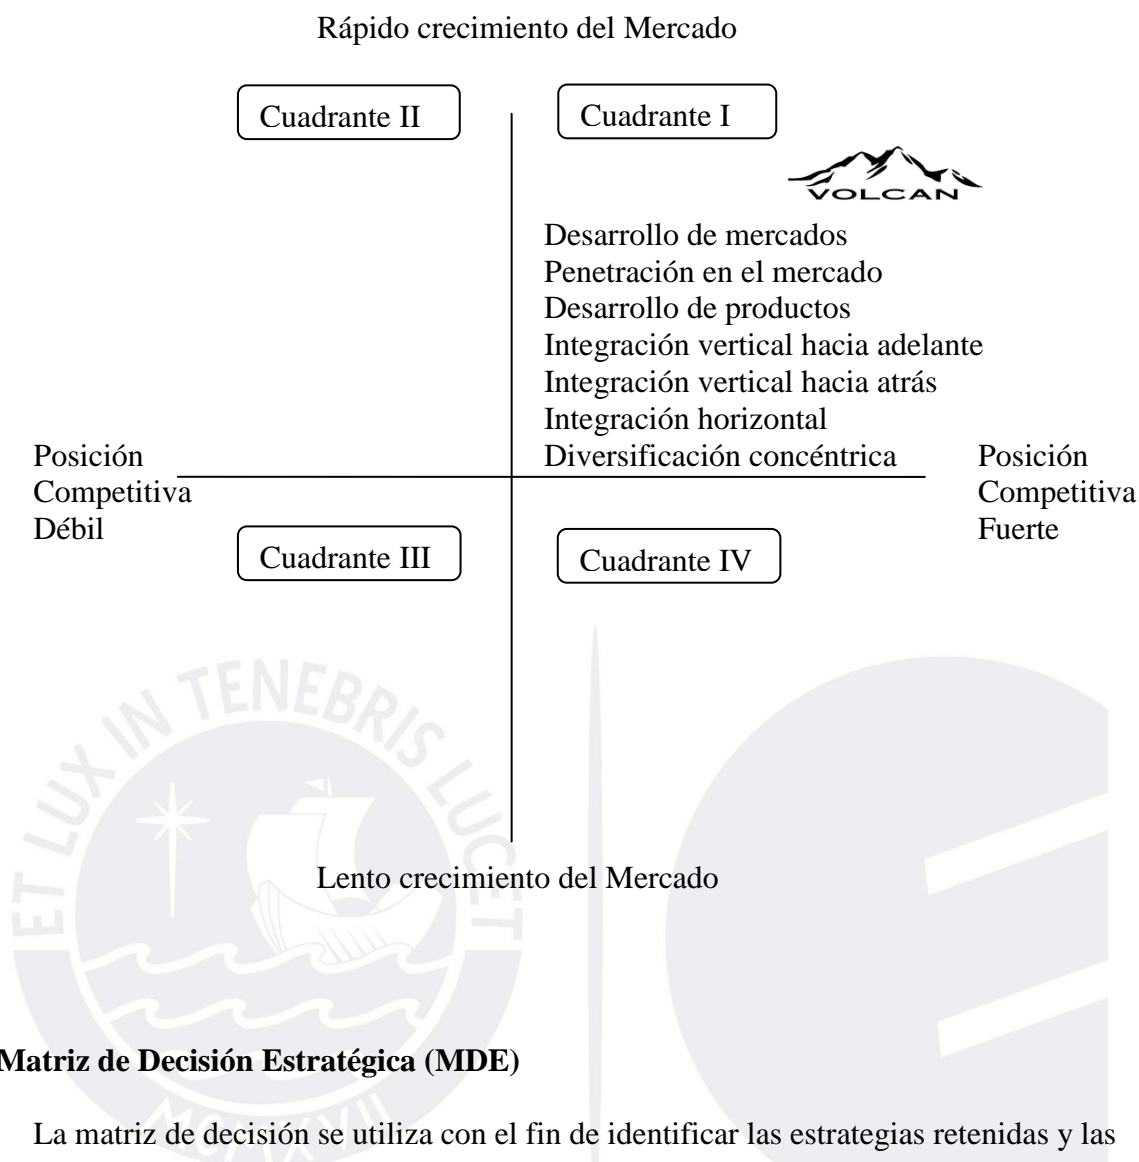 Rápido crecimiento del Mercado
Cuadrante II
Cuadrante I
VOLCAN
Desarrollo de mercados
Penetración en el mercado
Desarrollo de productos
Integración vertical hacia adelante
Integración vertical hacia atrás
Integración horizontal
Diversificación concéntrica
Posición
Competitiva
Débil
Posición
Competitiva
Fuerte
Cuadrante III
Cuadrante IV
Lento crecimiento del Mercado
ET LUX IN TENEBRIS LUCET
Matriz de Decisión Estratégica (MDE)
La matriz de decisión se utiliza con el fin de identificar las estrategias retenidas y las